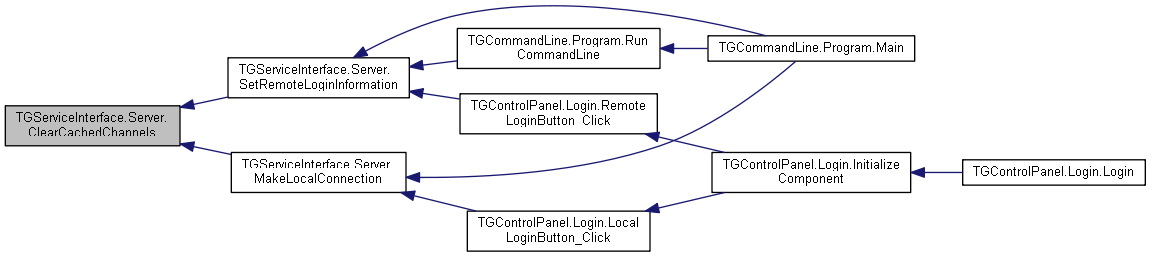 TGServiceInterface.Server.
ClearCachedChannels
TGServiceInterface.Server.
SetRemoteLoginInformation
TGCommandLine.Program.Run
CommandLine
TGCommandLine.Program.Main
TGControlPanel.Login.Remote
LoginButton_Click
TGServiceInterface.Server.
MakeLocalConnection
TGControlPanel.Login.Local
LoginButton_Click
TGControlPanel.Login.Initialize
Component
TGControlPanel.Login.Login